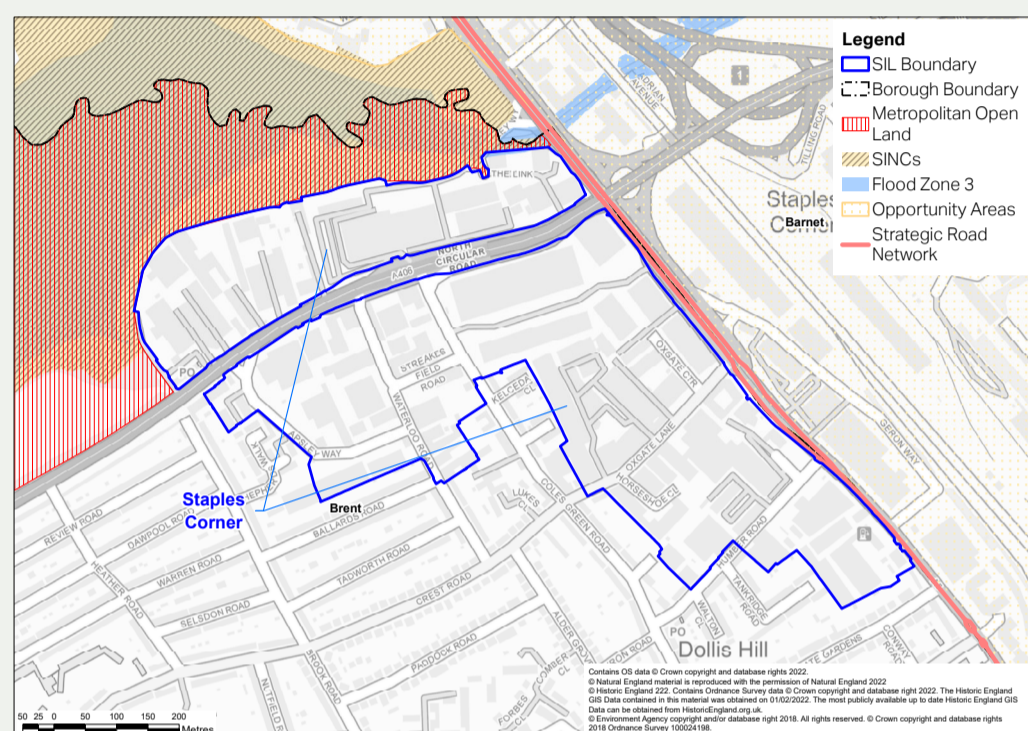 Legend
SIL Boundary
Borough Boundary
Metropolitan Open
Land
SINCs
Flood Zone 3
Opportunity Areas
Strategic Road
Network
ADRIAN
AVENUE
1
TILLING ROAD
Staples
Corner
Barnet
THE LINK
NORTH
CIRCULAR
ROAD
A406
PO
STREAKES
FIELD
ROAD
WATERLOO ROAD
KELCEDA
CL
OXGATE CTR
OXGATE LANE
GERON WAY
APSLEY WAY
WALK
HORSESHOE CL
Staples
Corner
Brent
BALLARDS ROAD
LUKES
CL
COLES GREEN ROAD
HUMBER ROAD
REVIEW ROAD
DAWPOOL ROAD
WARREN ROAD
TADWORTH ROAD
HEATHER ROAD
SELSDON ROAD
CREST ROAD
TANKRIDGE
ROAD
WALTON
CL
PO
Dollis Hill
GARDENS
CONWAY
BROOK ROAD
PADDOCK ROAD
ALDER GROVE
COMBER
CL
FORBES
CL
50 25 0 50 100 150 200
Metres
Contains OS data © Crown copyright and database rights 2022.
© Natural England material is reproduced with the permission of Natural England 2022
© Historic England 222. Contains Ordnance Survey data © Crown copyright and database right 2022. The Historic England
GIS Data contained in this material was obtained on 01/02/2022. The most publicly available up to date Historic England GIS
Data can be obtained from HistoricEngland.org.uk.
© Environment Agency copyright and/or database right 2018. All rights reserved. © Crown copyright and database rights
2018 Ordnance Survey 100024198.